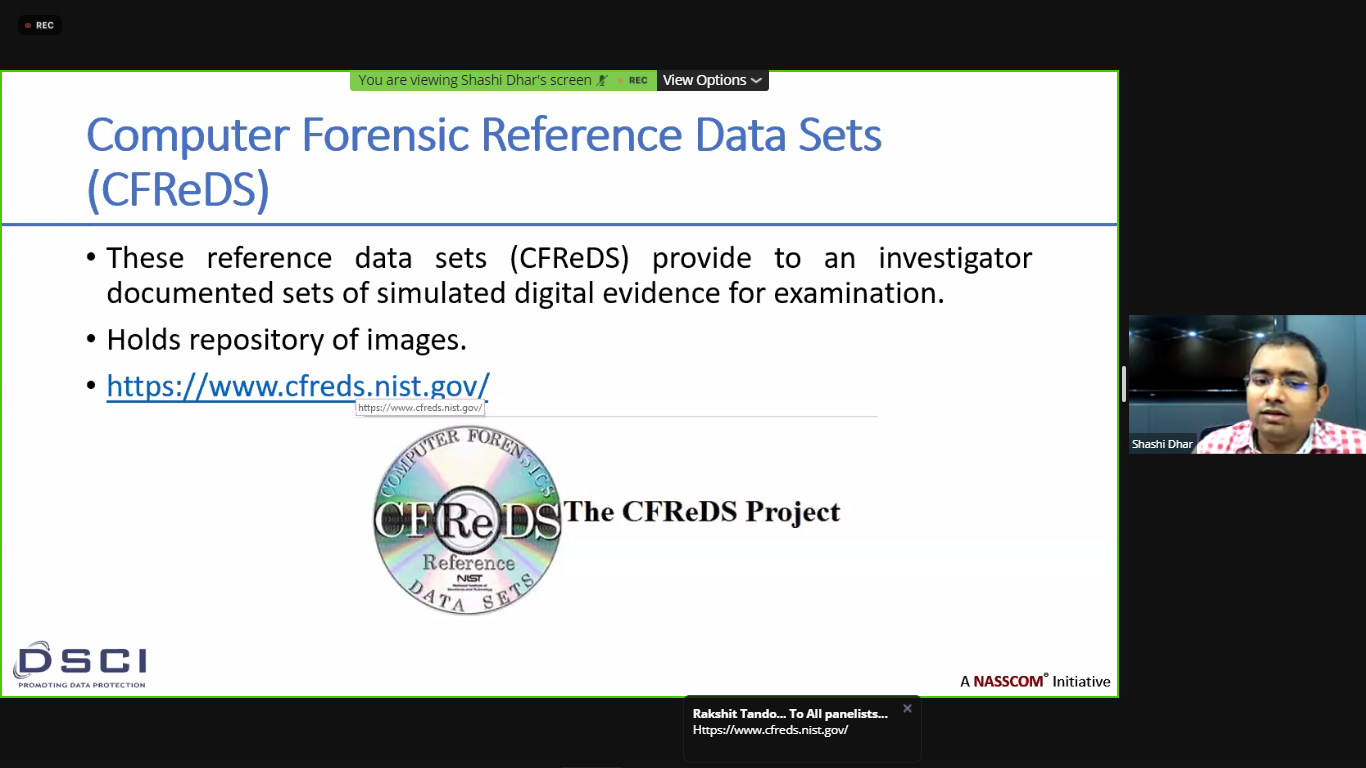 REC
You are viewing Shashi Dhar's screen REC View Options
Computer Forensic Reference Data Sets
(CFReDS)
• These reference data sets (CFReDS) provide to an investigator
documented sets of simulated digital evidence for examination.
• Holds repository of images.
• https://www.cfreds.nist.gov/
https://www.cfreds.nist.gov/
COMPUTER FORENSICS
CFReDS
Reference
NIST
DATA SETS
The CFReDS Project
Shashi Dhar
DSCI
PROMOTING DATA PROTECTION
A NASSCOM® Initiative
Rakshit Tando... To All panelists...
Https://www.cfreds.nist.gov/